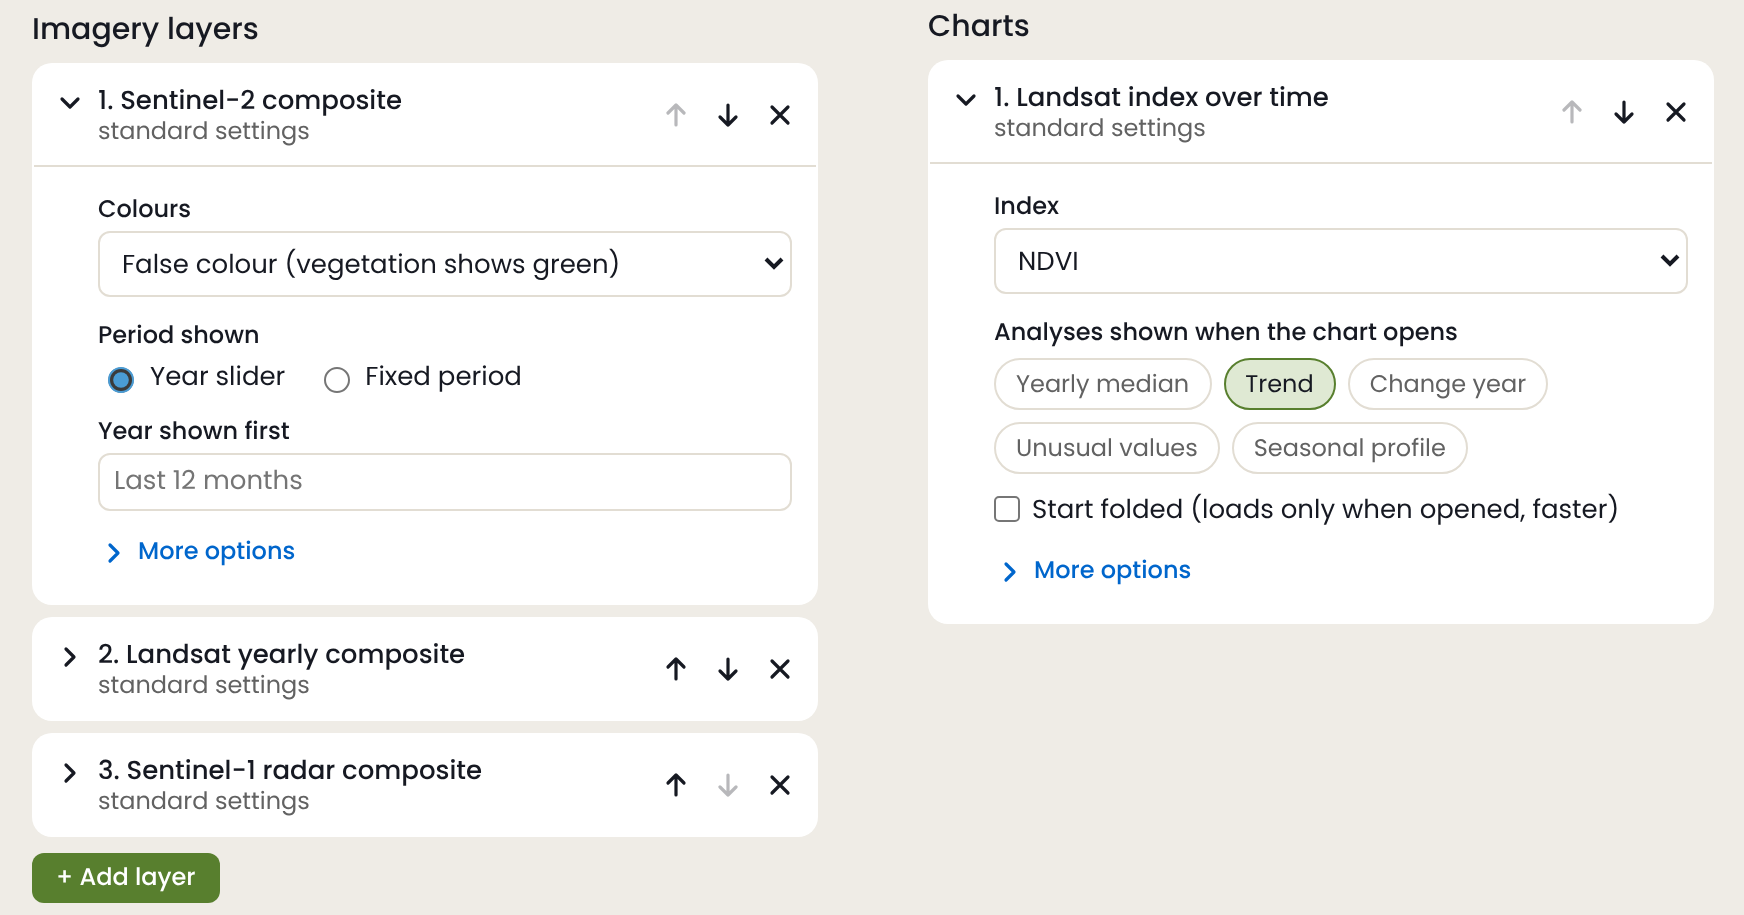 Imagery layers
1. Sentinel-2 composite
standard settings
Colours
False colour (vegetation shows green)
Period shown
Year slider
Fixed period
Year shown first
Last 12 months
More options
2. Landsat yearly composite
standard settings
3. Sentinel-1 radar composite
standard settings
+ Add layer
Charts
1. Landsat index over time
standard settings
Index
NDVI
Analyses shown when the chart opens
Yearly median
Trend
Change year
Unusual values
Seasonal profile
Start folded (loads only when opened, faster)
More options